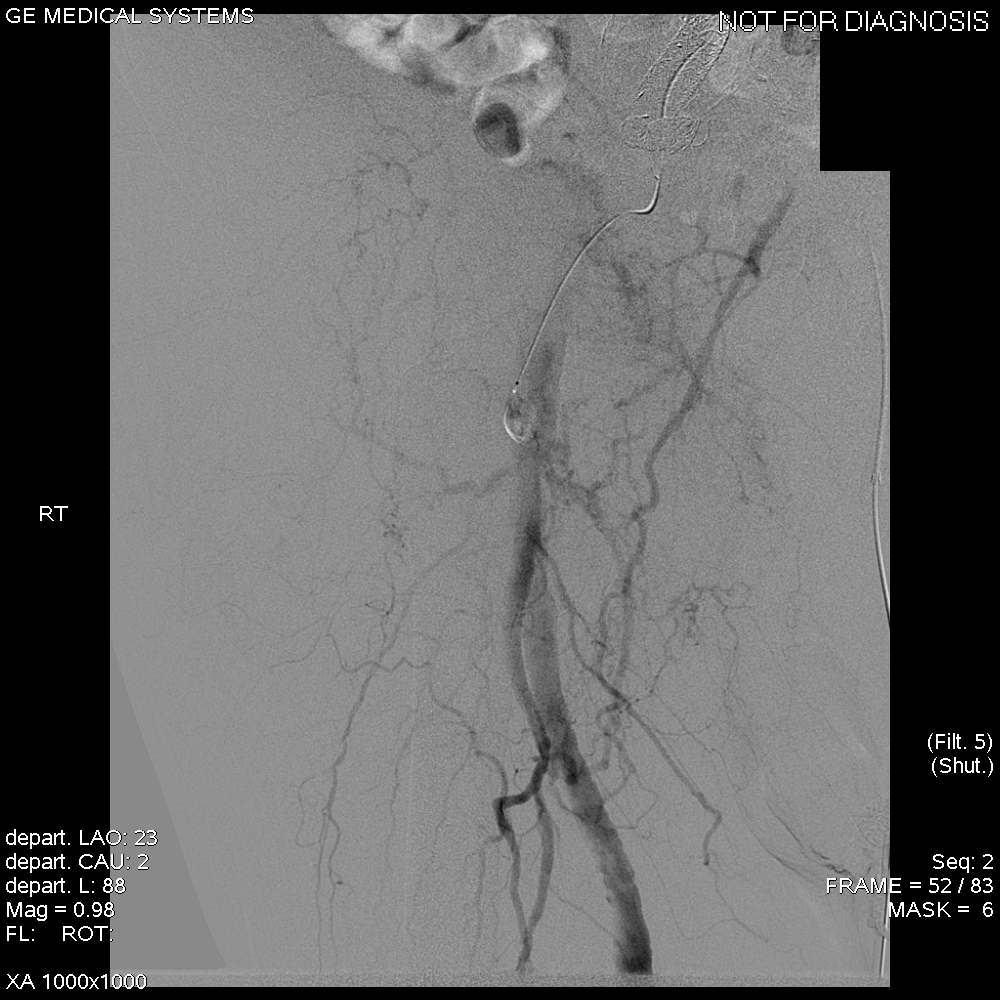 GE MEDICAL SYSTEMS
NOT FOR DIAGNOSIS
RT
(Filt. 5)
(Shut.)
depart. LAO: 23
depart. CAU: 2
depart. L: 88
Mag = 0.98
FL: ROT:
XA 1000x1000
Seq: 2
FRAME = 52 / 83
MASK = 6